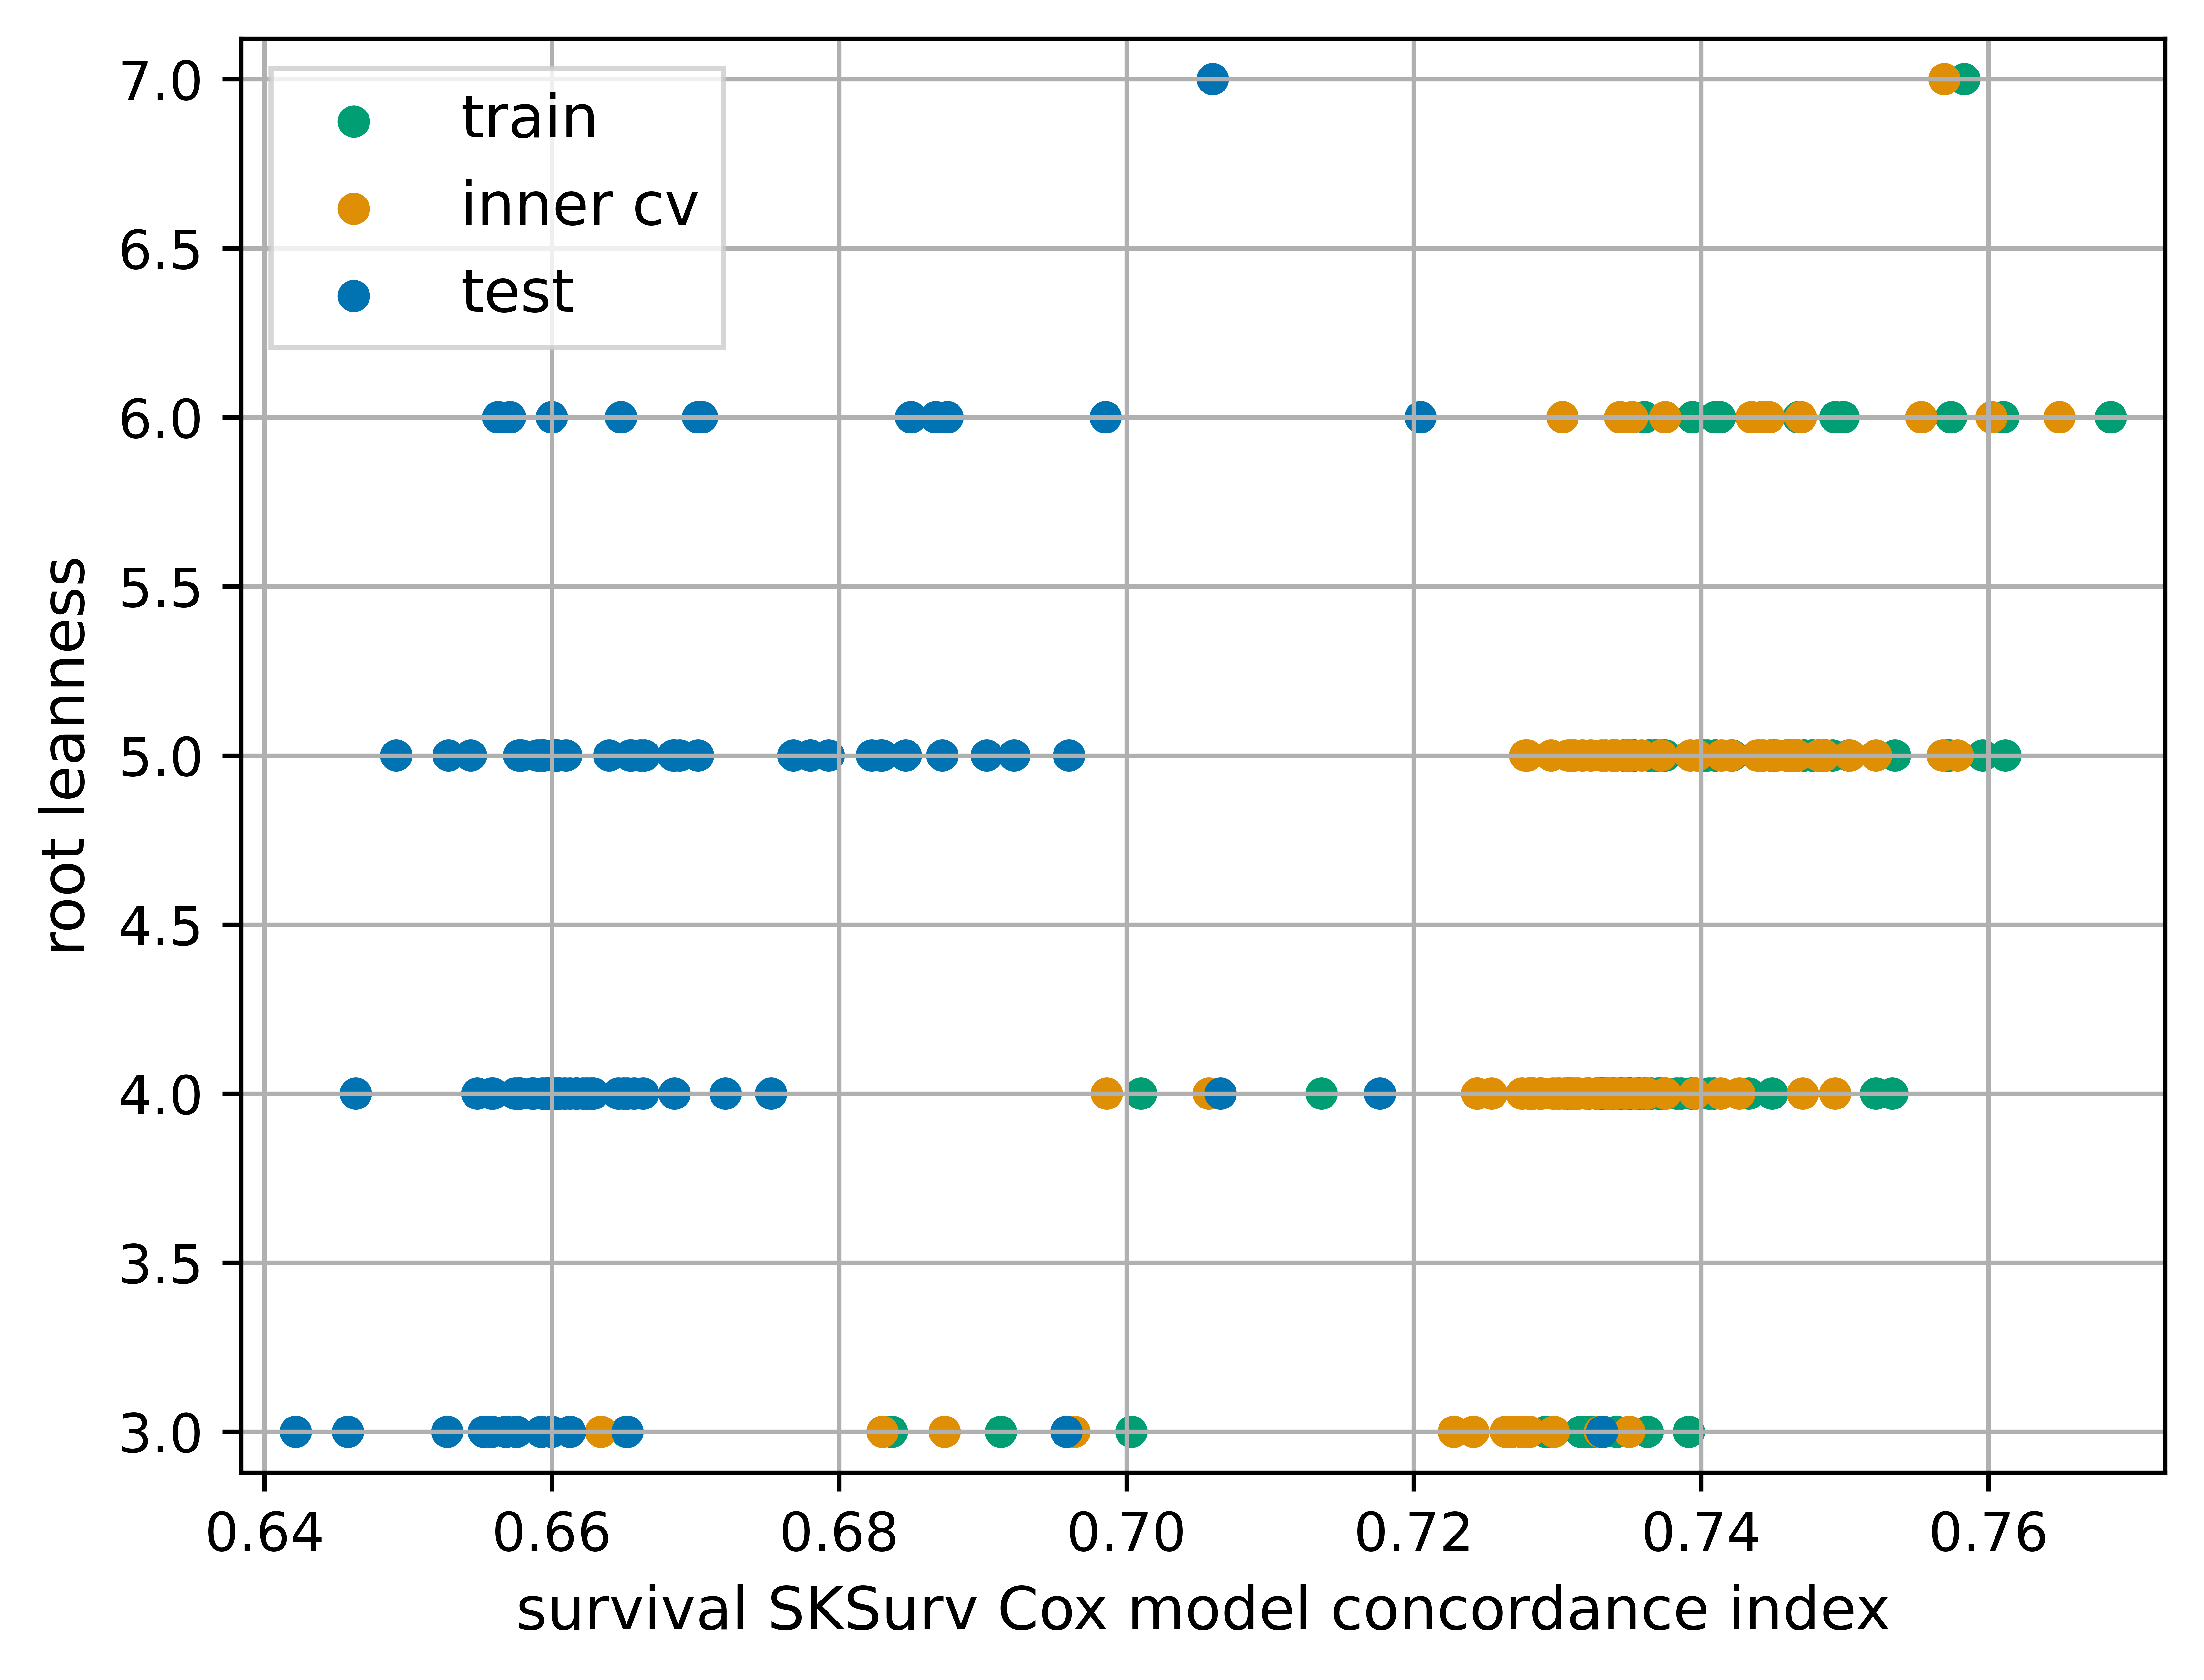 train
inner cv
test
7.0
6.5
6.0
5.5
5.0
4.5
4.0
3.5
3.0
root leanness
0.64 0.66 0.68 0.70 0.72 0.74 0.76
survival SKSurv Cox model concordance index